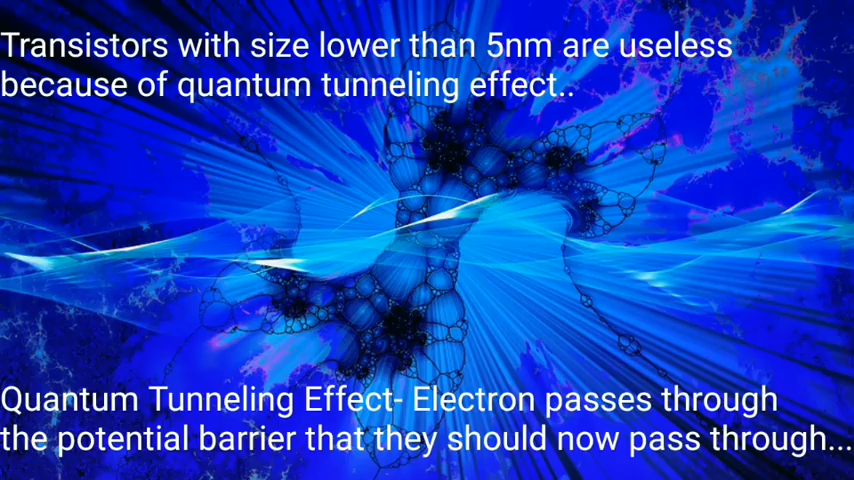 Transistors with size lower than 5nm are useless
because of quantum tunneling effect..
Quantum Tunneling Effect- Electron passes through
the potential barrier that they should now pass through...